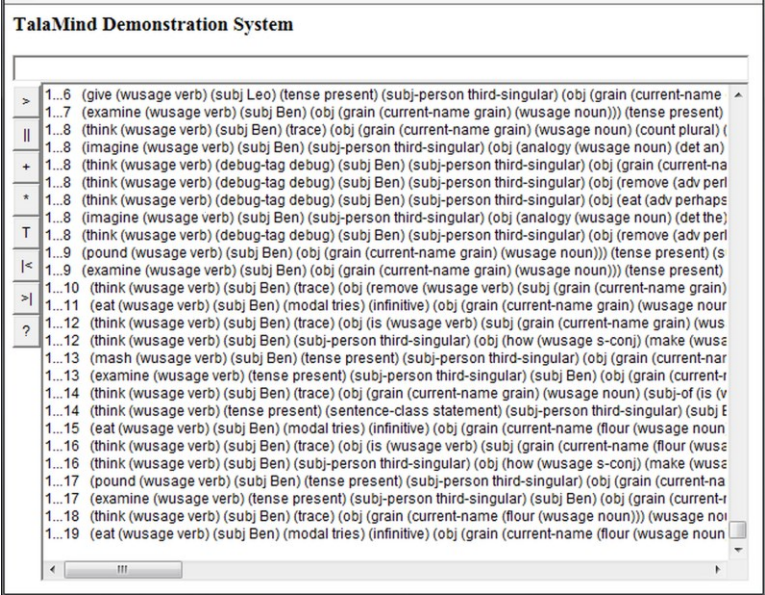 TalaMind Demonstration System
>
||
+
*
T
|<
>|
?
1...6 (give (wusage verb) (subj Leo) (tense present) (subj-person third-singular) (obj (grain (current-name
1...7 (examine (wusage verb) (subj Ben) (obj (grain (current-name grain) (wusage noun))) (tense present)
1...8 (think (wusage verb) (subj Ben) (trace) (obj (grain (current-name grain) (wusage noun) (count plural) (
1...8 (imagine (wusage verb) (subj Ben) (subj-person third-singular) (obj (analogy (wusage noun) (det an)
1...8 (think (wusage verb) (debug-tag debug) (subj Ben) (subj-person third-singular) (obj (grain (current-na
1...8 (think (wusage verb) (debug-tag debug) (subj Ben) (subj-person third-singular) (obj (remove (adv perl
1...8 (think (wusage verb) (debug-tag debug) (subj Ben) (subj-person third-singular) (obj (eat (adv perhaps
1...8 (imagine (wusage verb) (subj Ben) (subj-person third-singular) (obj (analogy (wusage noun) (det the)
1...8 (think (wusage verb) (debug-tag debug) (subj Ben) (subj-person third-singular) (obj (remove (adv perl
1...9 (pound (wusage verb) (subj Ben) (obj (grain (current-name grain) (wusage noun))) (tense present) (s
1...9 (examine (wusage verb) (subj Ben) (obj (grain (current-name grain) (wusage noun))) (tense present)
1...10 (think (wusage verb) (subj Ben) (trace) (obj (remove (wusage verb) (subj (grain (current-name grain)
1...11 (eat (wusage verb) (subj Ben) (modal tries) (infinitive) (obj (grain (current-name grain) (wusage nour
1...12 (think (wusage verb) (subj Ben) (trace) (obj (is (wusage verb) (subj (grain (current-name grain) (wus
1...12 (think (wusage verb) (subj Ben) (subj-person third-singular) (obj (how (wusage s-conj) (make (wusa
1...13 (mash (wusage verb) (subj Ben) (tense present) (subj-person third-singular) (obj (grain (current-nar
1...13 (examine (wusage verb) (tense present) (subj-person third-singular) (subj Ben) (obj (grain (current-r
1...14 (think (wusage verb) (subj Ben) (trace) (obj (grain (current-name grain) (wusage noun) (subj-of (is (v
1...14 (think (wusage verb) (tense present) (sentence-class statement) (subj-person third-singular) (subj E
1...15 (eat (wusage verb) (subj Ben) (modal tries) (infinitive) (obj (grain (current-name (flour (wusage noun
1...16 (think (wusage verb) (subj Ben) (trace) (obj (is (wusage verb) (subj (grain (current-name (flour (wusa
1...16 (think (wusage verb) (subj Ben) (subj-person third-singular) (obj (how (wusage s-conj) (make (wusa
1...17 (pound (wusage verb) (subj Ben) (tense present) (subj-person third-singular) (obj (grain (current-na
1...17 (examine (wusage verb) (tense present) (subj-person third-singular) (subj Ben) (obj (grain (current-r
1...18 (think (wusage verb) (subj Ben) (trace) (obj (grain (current-name (flour (wusage noun))) (wusage nou
1...19 (eat (wusage verb) (subj Ben) (modal tries) (infinitive) (obj (grain (current-name (flour (wusage noun